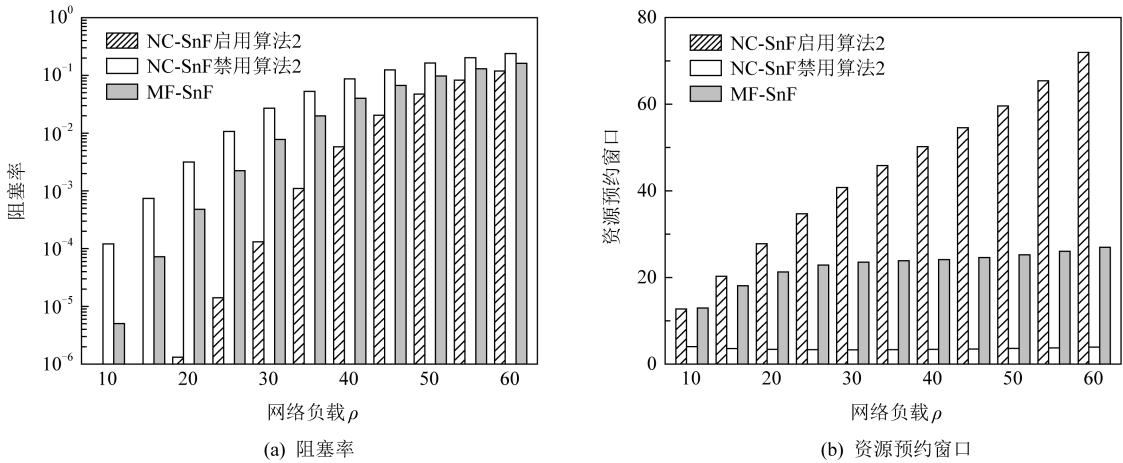 10⁰
10⁻¹
10⁻²
10⁻³
10⁻⁴
10⁻⁵
10⁻⁶
阻塞率
NC-SnF启用算法2
NC-SnF禁用算法2
MF-SnF
10 20 30 40 50 60
网络负载ρ
(a) 阻塞率
80
60
40
20
0
资源预约窗口
NC-SnF启用算法2
NC-SnF禁用算法2
MF-SnF
10 20 30 40 50 60
网络负载ρ
(b) 资源预约窗口